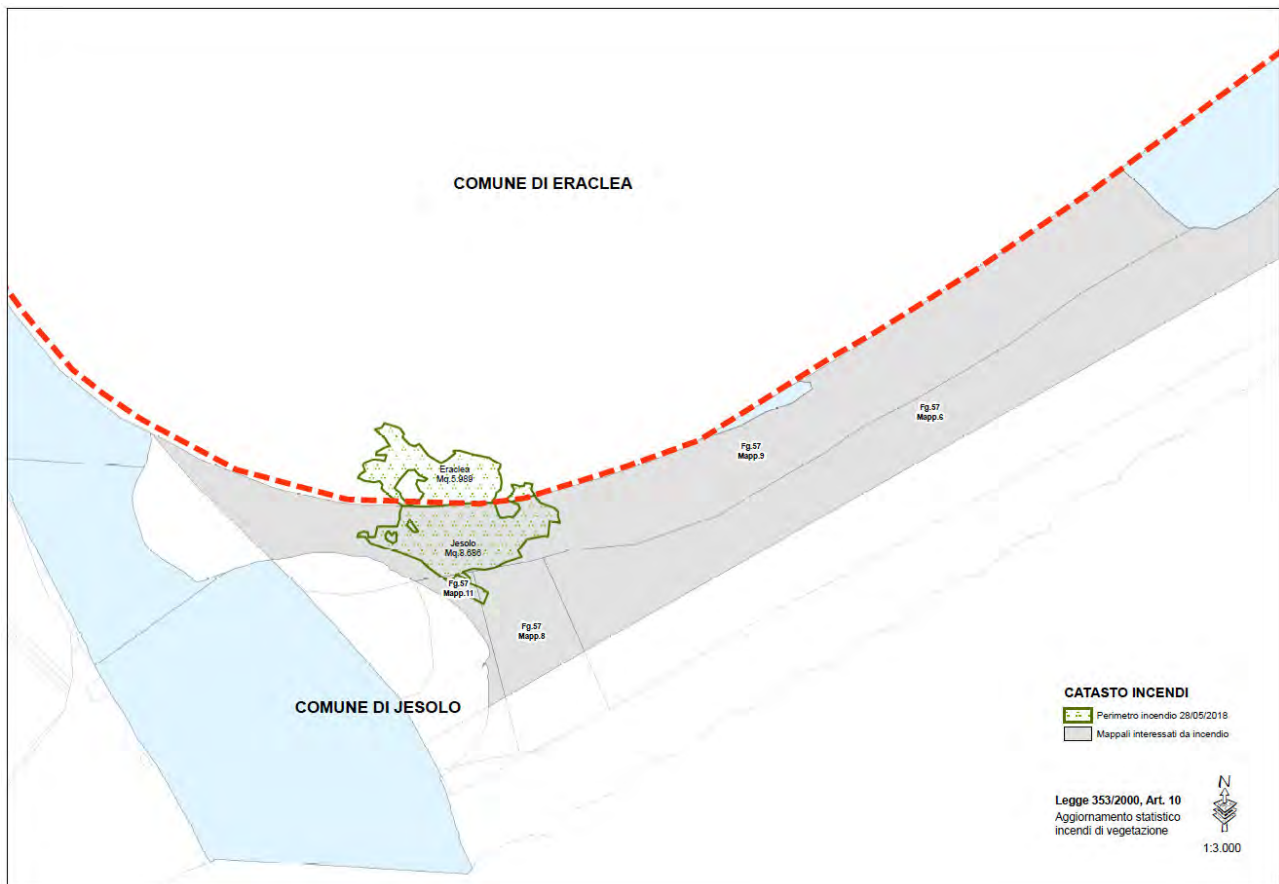 COMUNE DI ERACLEA
Fg.57
Mapp.6
Fg.57
Mapp.9
Eraclea
Mq.5.989
Jesolo
Mq.8.686
Fg.57
Mapp.11
Fg.57
Mapp.8
COMUNE DI JESOLO
CATASTO INCENDI
Perimetro incendio 28/05/2018
Mappali interessati da incendio
Legge 353/2000, Art. 10
Aggiornamento statistico
incendi di vegetazione
N
1:3.000